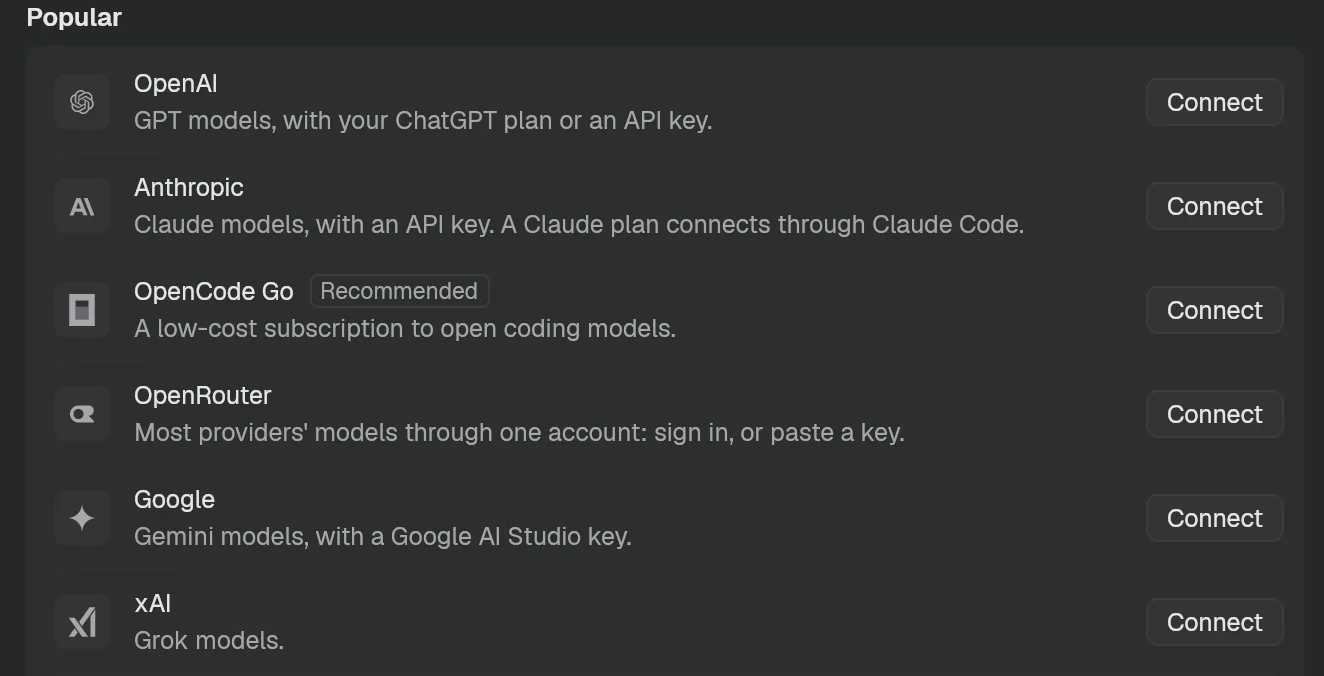 Popular
OpenAI
GPT models, with your ChatGPT plan or an API key.
Connect
Anthropic
Claude models, with an API key. A Claude plan connects through Claude Code.
Connect
OpenCode Go Recommended
A low-cost subscription to open coding models.
Connect
OpenRouter
Most providers' models through one account: sign in, or paste a key.
Connect
Google
Gemini models, with a Google AI Studio key.
Connect
xAI
Grok models.
Connect